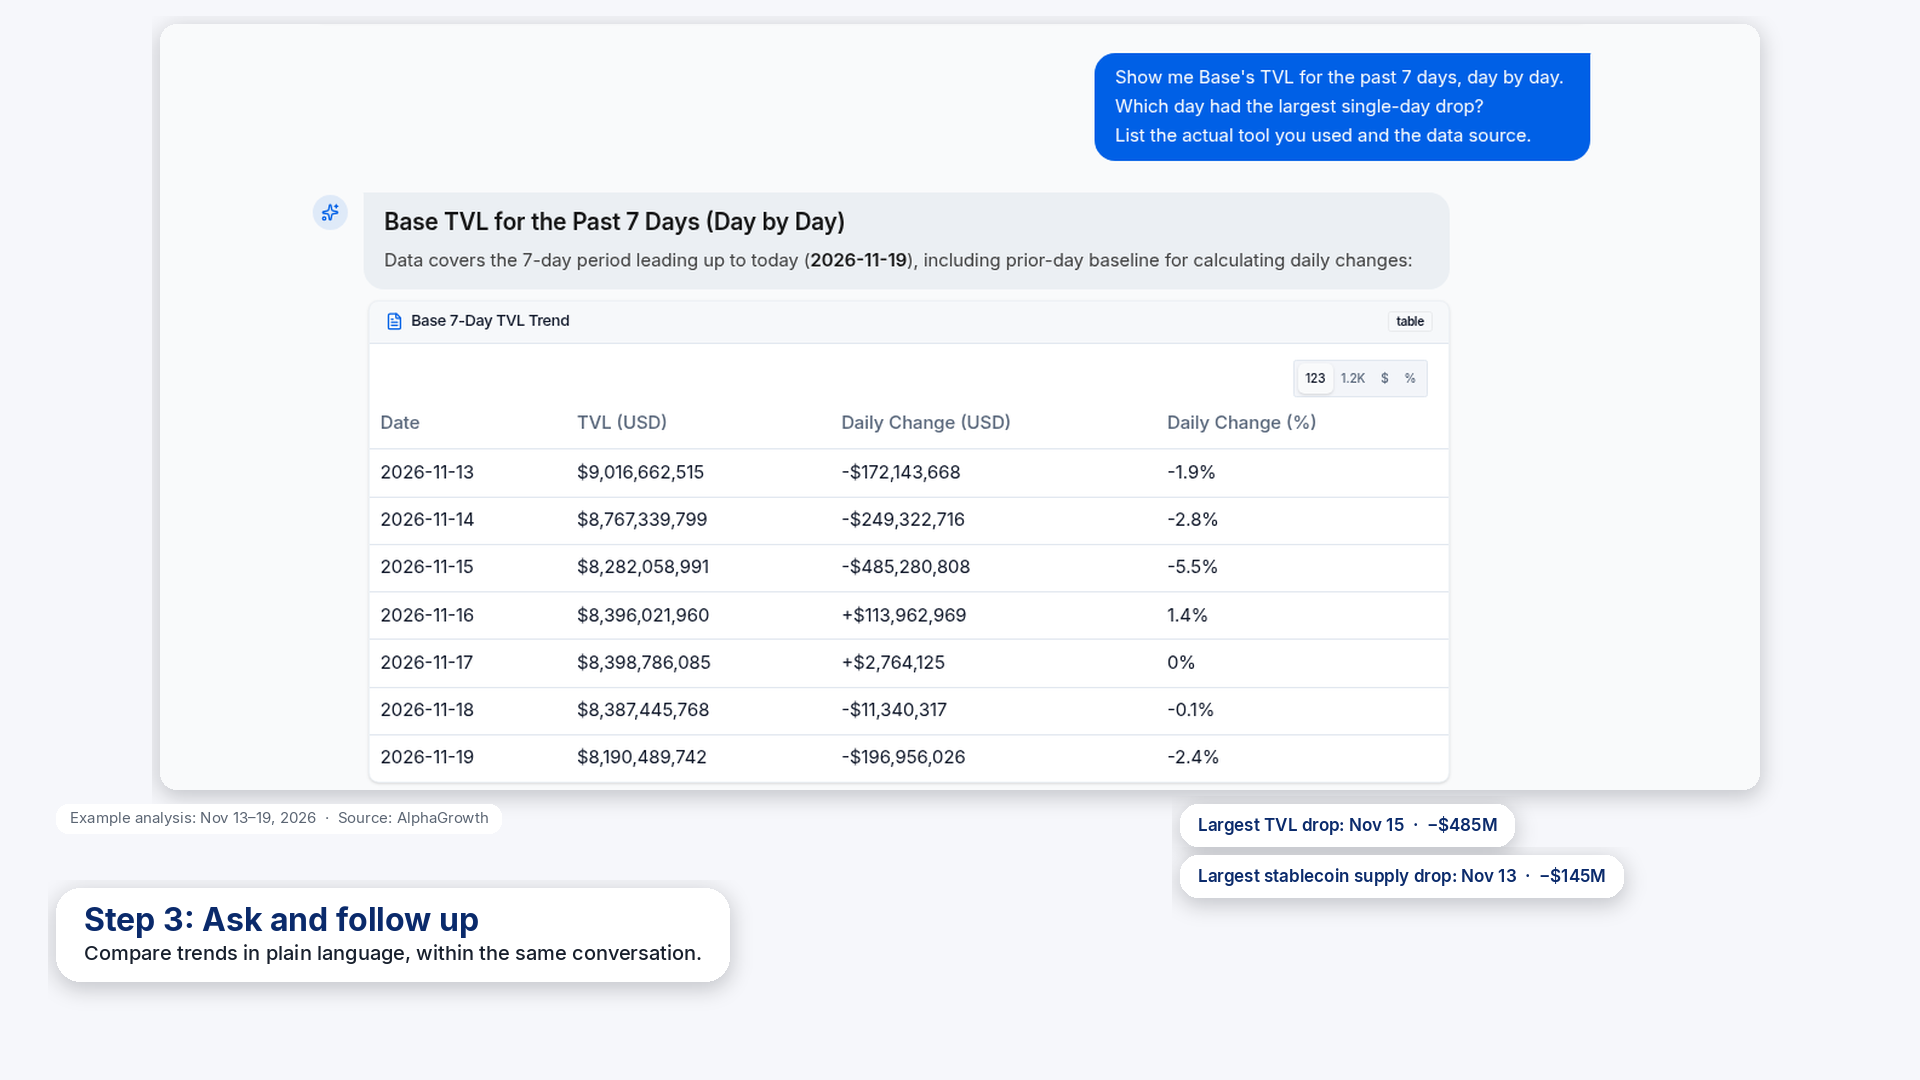 Show me Base's TVL for the past 7 days, day by day.
Which day had the largest single-day drop?
List the actual tool you used and the data source.
Base TVL for the Past 7 Days (Day by Day)
Data covers the 7-day period leading up to today (2026-11-19), including prior-day baseline for calculating daily changes:
Base 7-Day TVL Trend table
123 1.2K $ %
Date TVL (USD) Daily Change (USD) Daily Change (%)
2026-11-13 $9,016,662,515 -$172,143,668 -1.9%
2026-11-14 $8,767,339,799 -$249,322,716 -2.8%
2026-11-15 $8,282,058,991 -$485,280,808 -5.5%
2026-11-16 $8,396,021,960 +$113,962,969 1.4%
2026-11-17 $8,398,786,085 +$2,764,125 0%
2026-11-18 $8,387,445,768 -$11,340,317 -0.1%
2026-11-19 $8,190,489,742 -$196,956,026 -2.4%
Example analysis: Nov 13–19, 2026 · Source: AlphaGrowth
Largest TVL drop: Nov 15 · −$485M
Largest stablecoin supply drop: Nov 13 · −$145M
Step 3: Ask and follow up
Compare trends in plain language, within the same conversation.